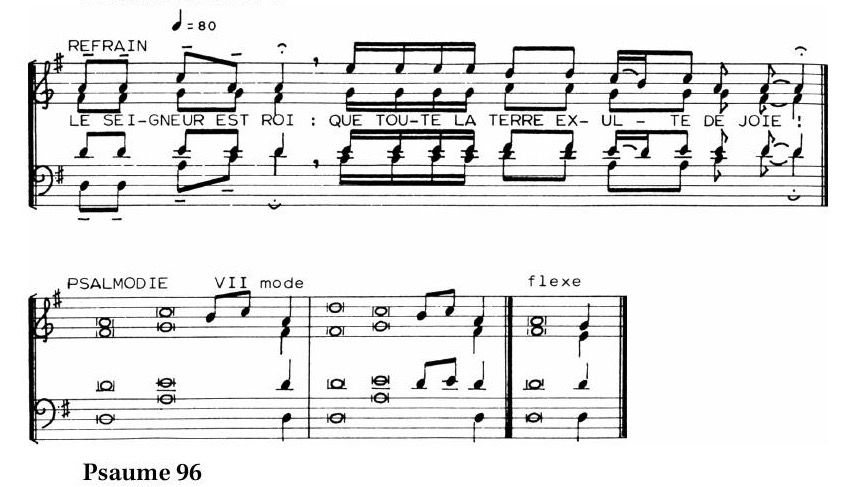 = 80
REFRAIN
LE SEI-GNEUR EST ROI : QUE TOU-TE LA TERRE EX- UL - TE DE JOIE !
PSALMODIE VII mode flexe
Psaume 96